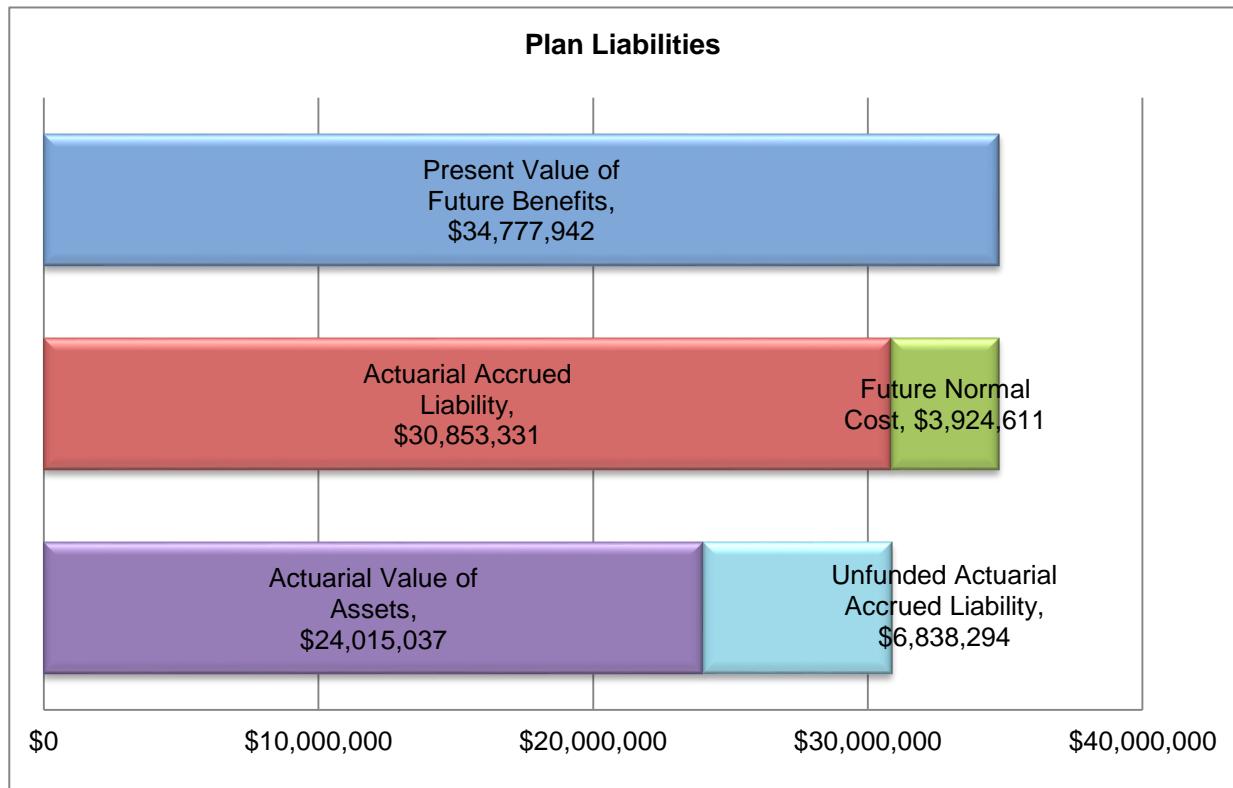 Plan Liabilities
Present Value of
Future Benefits,
$34,777,942
Actuarial Accrued
Liability,
$30,853,331
Future Normal
Cost, $3,924,611
Actuarial Value of
Assets,
$24,015,037
Unfunded Actuarial
Accrued Liability,
$6,838,294
$0
$10,000,000
$20,000,000
$30,000,000
$40,000,000